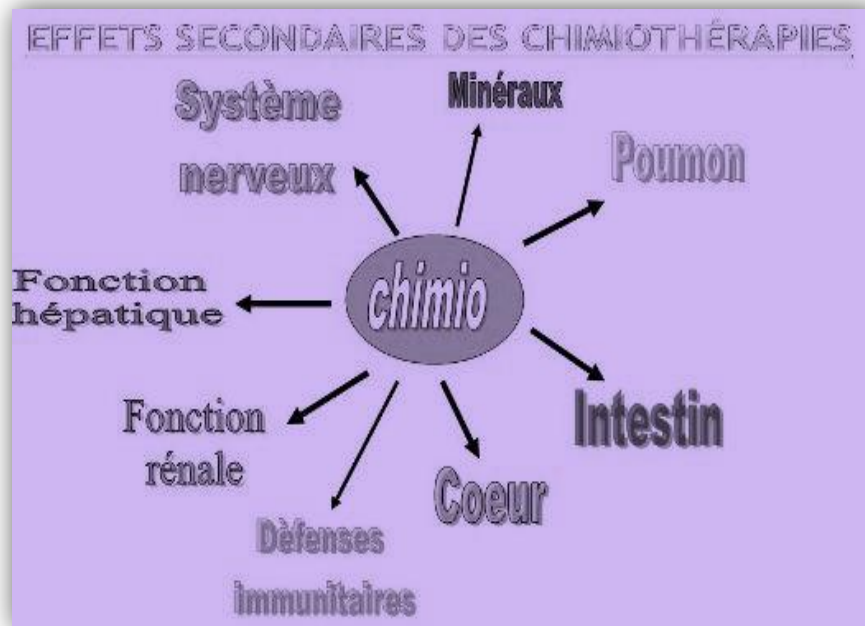 EFFETS SECONDAIRES DES CHIMIOTHÉRAPIES
Système
nerveux
Minéraux
Poumon
Fonction
hépatique
chimio
Fonction
rénale
Intestin
Coeur
Dèfenses
immunitaires